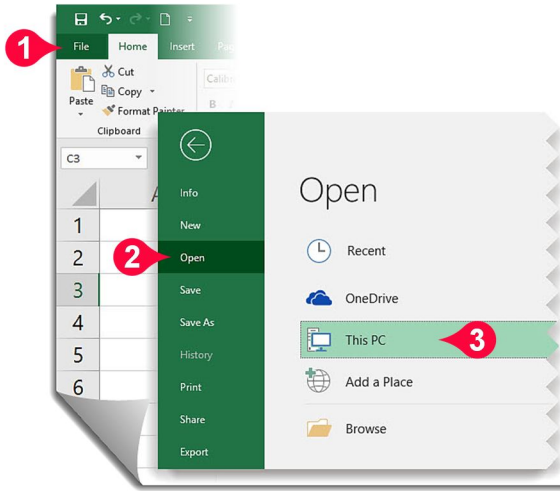 1
File Home Insert
Cut
Copy
Paste
Format Painter
Clipboard
B
C3
A
1
2
3
4
5
6
Info
New
2
Open
Save
Save As
History
Print
Share
Export
Open
Recent
OneDrive
This PC
3
Add a Place
Browse